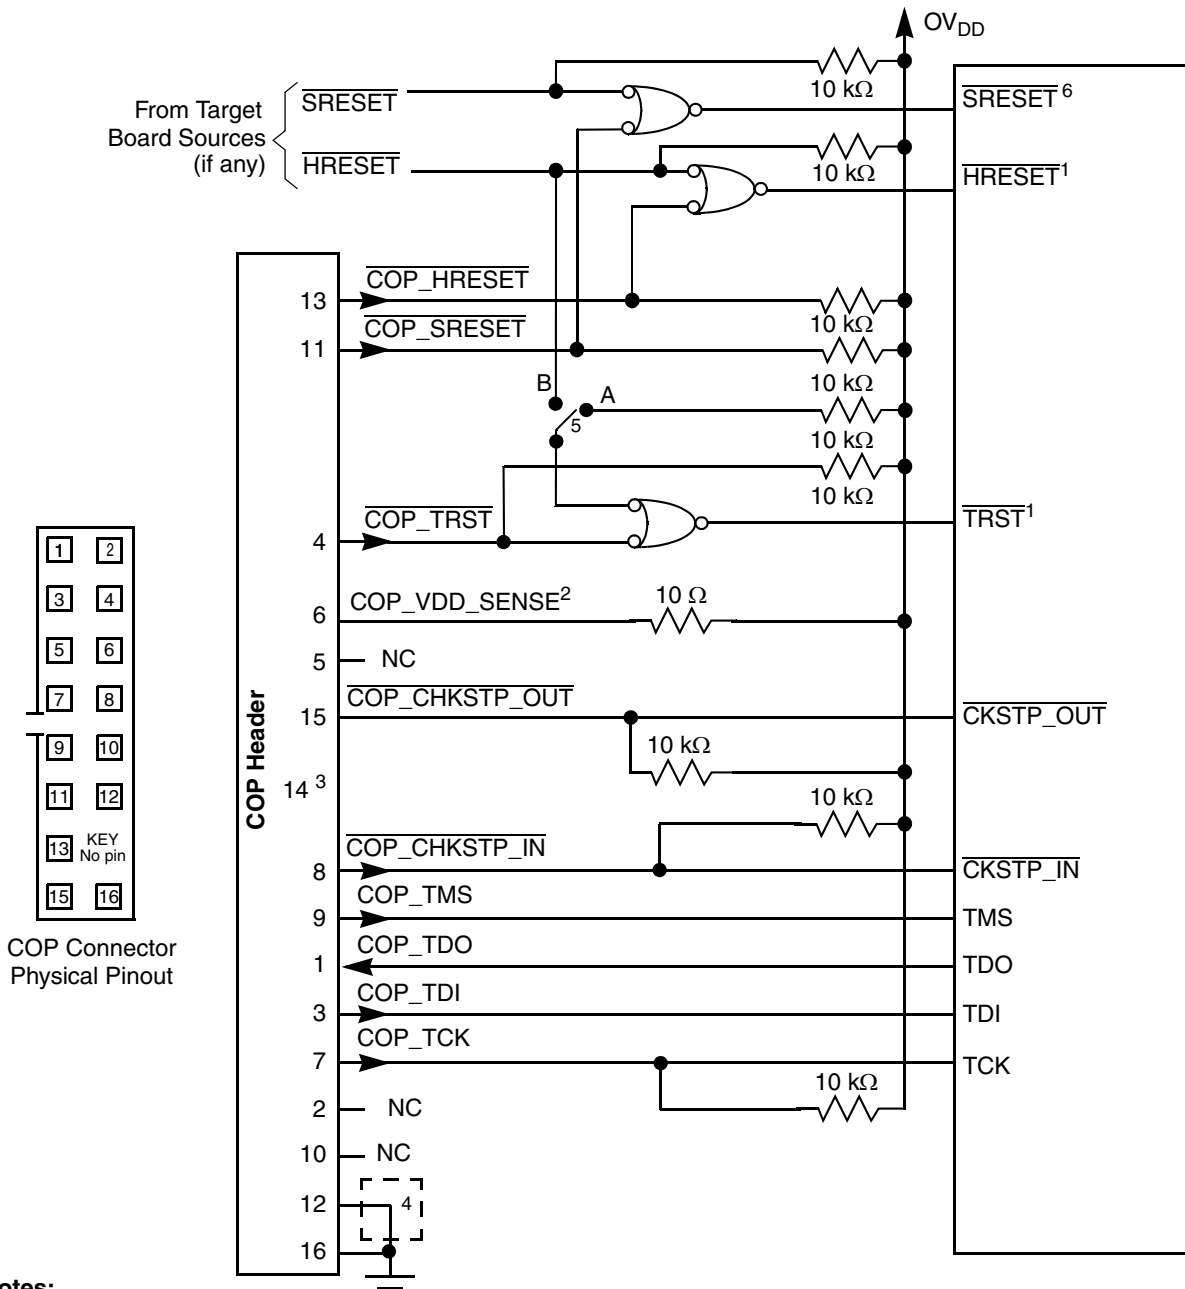 OVDD
10 kΩ
From Target
Board Sources
(if any)
SRESET
SRESET 6
HRESET
10 kΩ
HRESET1
COP_HRESET
13
10 kΩ
COP_SRESET
11
10 kΩ
B
A
5
10 kΩ
10 kΩ
COP_TRST
4
TRST1
COP_VDD_SENSE2
10 Ω
6
5
NC
COP_CHKSTP_OUT
15
CKSTP_OUT
10 kΩ
COP Header
14 3
10 kΩ
COP_CHKSTP_IN
8
CKSTP_IN
COP_TMS
9
TMS
COP_TDO
1
TDO
COP_TDI
3
TDI
COP_TCK
7
TCK
10 kΩ
2
NC
10
NC
12
4
16
1 2
3 4
5 6
7 8
9 10
11 12
13 KEY
No pin
15 16
COP Connector
Physical Pinout